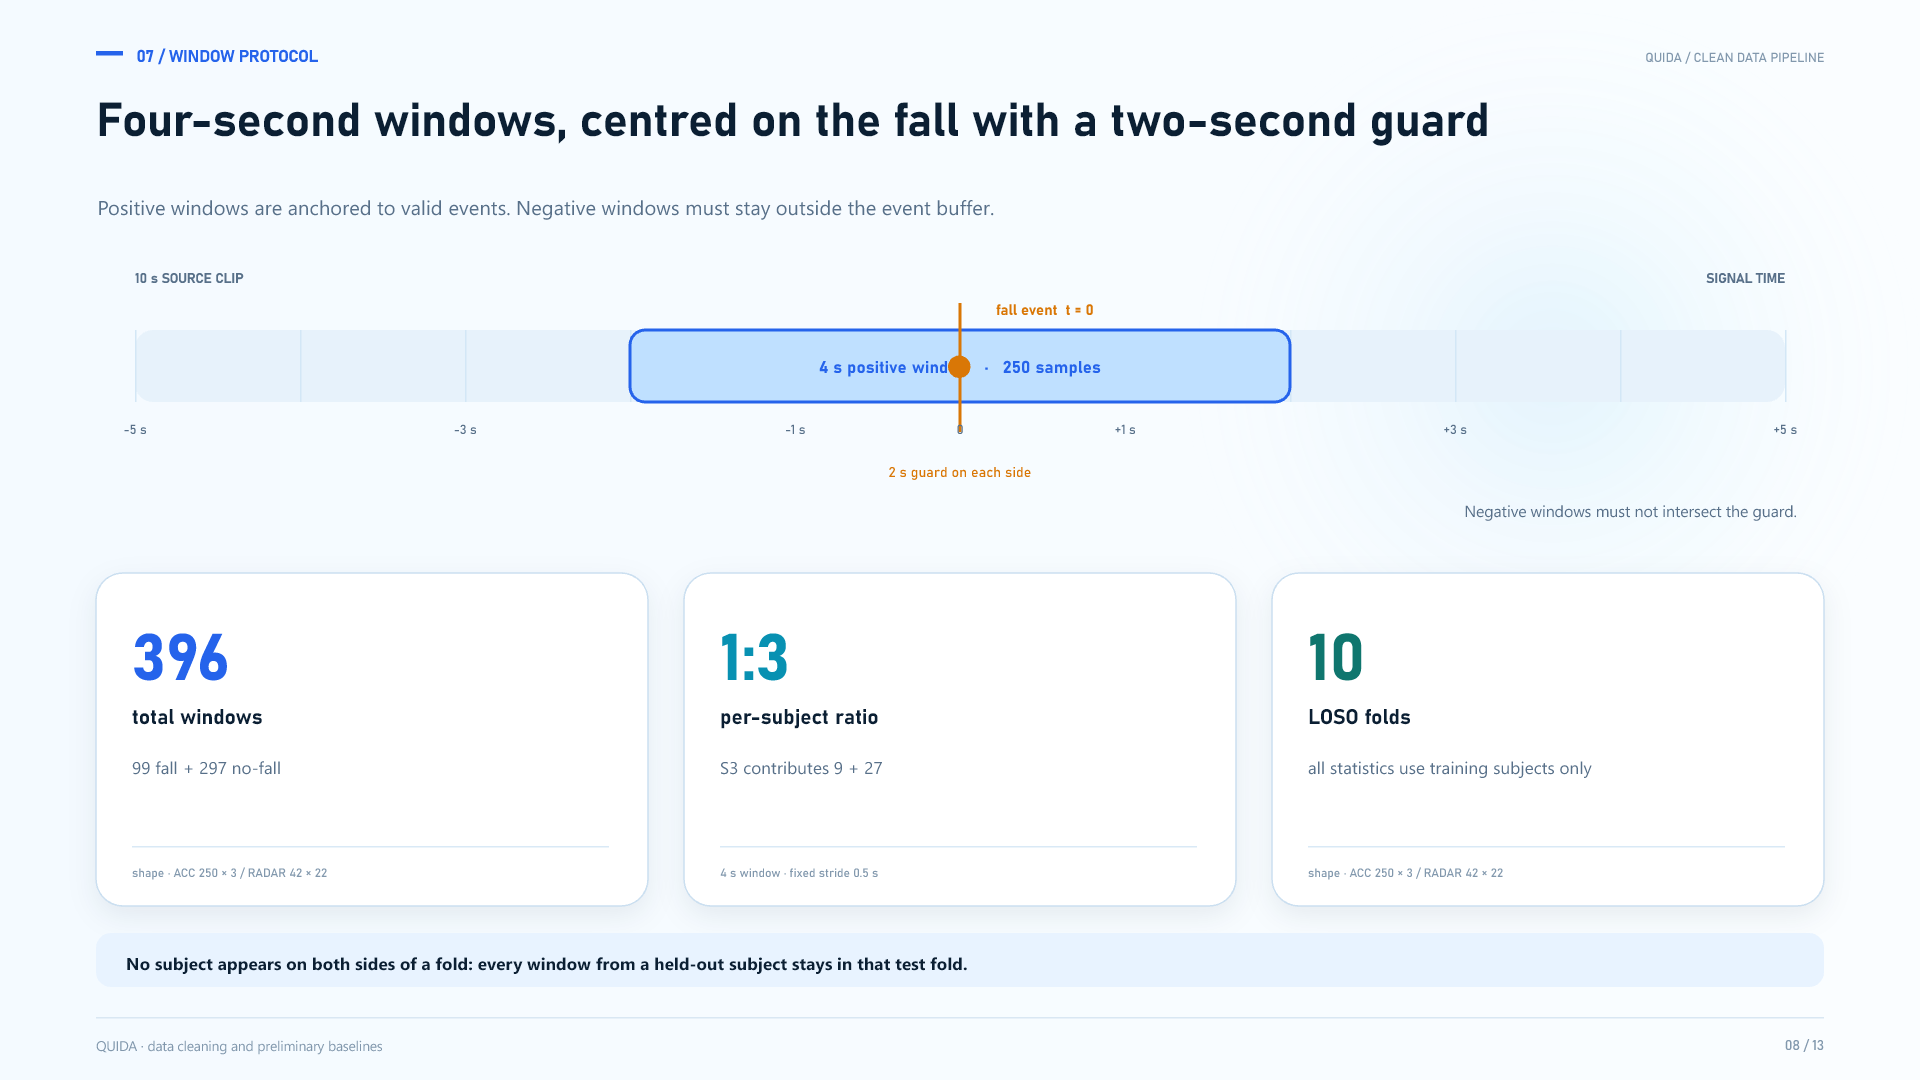 07 / WINDOW PROTOCOL
QUIDA / CLEAN DATA PIPELINE
Four-second windows, centred on the fall with a two-second guard
Positive windows are anchored to valid events. Negative windows must stay outside the event buffer.
10 s SOURCE CLIP
SIGNAL TIME
fall event t = 0
4 s positive wind · 250 samples
-5 s -3 s -1 s 0 +1 s +3 s +5 s
2 s guard on each side
Negative windows must not intersect the guard.
396
total windows
99 fall + 297 no-fall
shape · ACC 250 × 3 / RADAR 42 × 22
1:3
per-subject ratio
S3 contributes 9 + 27
4 s window · fixed stride 0.5 s
10
LOSO folds
all statistics use training subjects only
shape · ACC 250 × 3 / RADAR 42 × 22
No subject appears on both sides of a fold: every window from a held-out subject stays in that test fold.
QUIDA · data cleaning and preliminary baselines
08 / 13